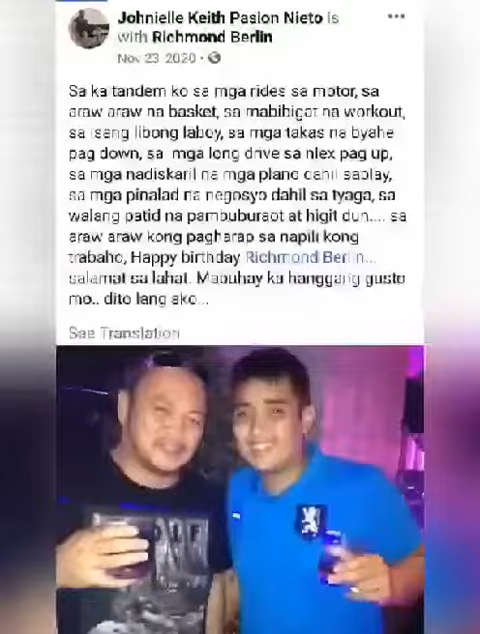 Johnielle Keith Pasion Nieto is
with Richmond Berlin
Nov 23, 2020
Sa ka tandem ko sa mga rides sa motor, sa
araw araw na basket, sa mabibigat na workout,
sa isang libong laboy, sa mga takas na byahe
pag down, sa mga long drive sa nlex pag up,
sa mga nadiskaril na mga plano dahil saplay,
sa mga pinalad na negosyo dahil sa tyaga, sa
walang patid na pambuburaot at higit dun.... sa
araw araw kong pagharap sa napili kong
trabaho, Happy birthday Richmond Berlin...
salamat sa lahat. Mabuhay ka hanggang gusto
mo.. dito lang ako...
See Translation